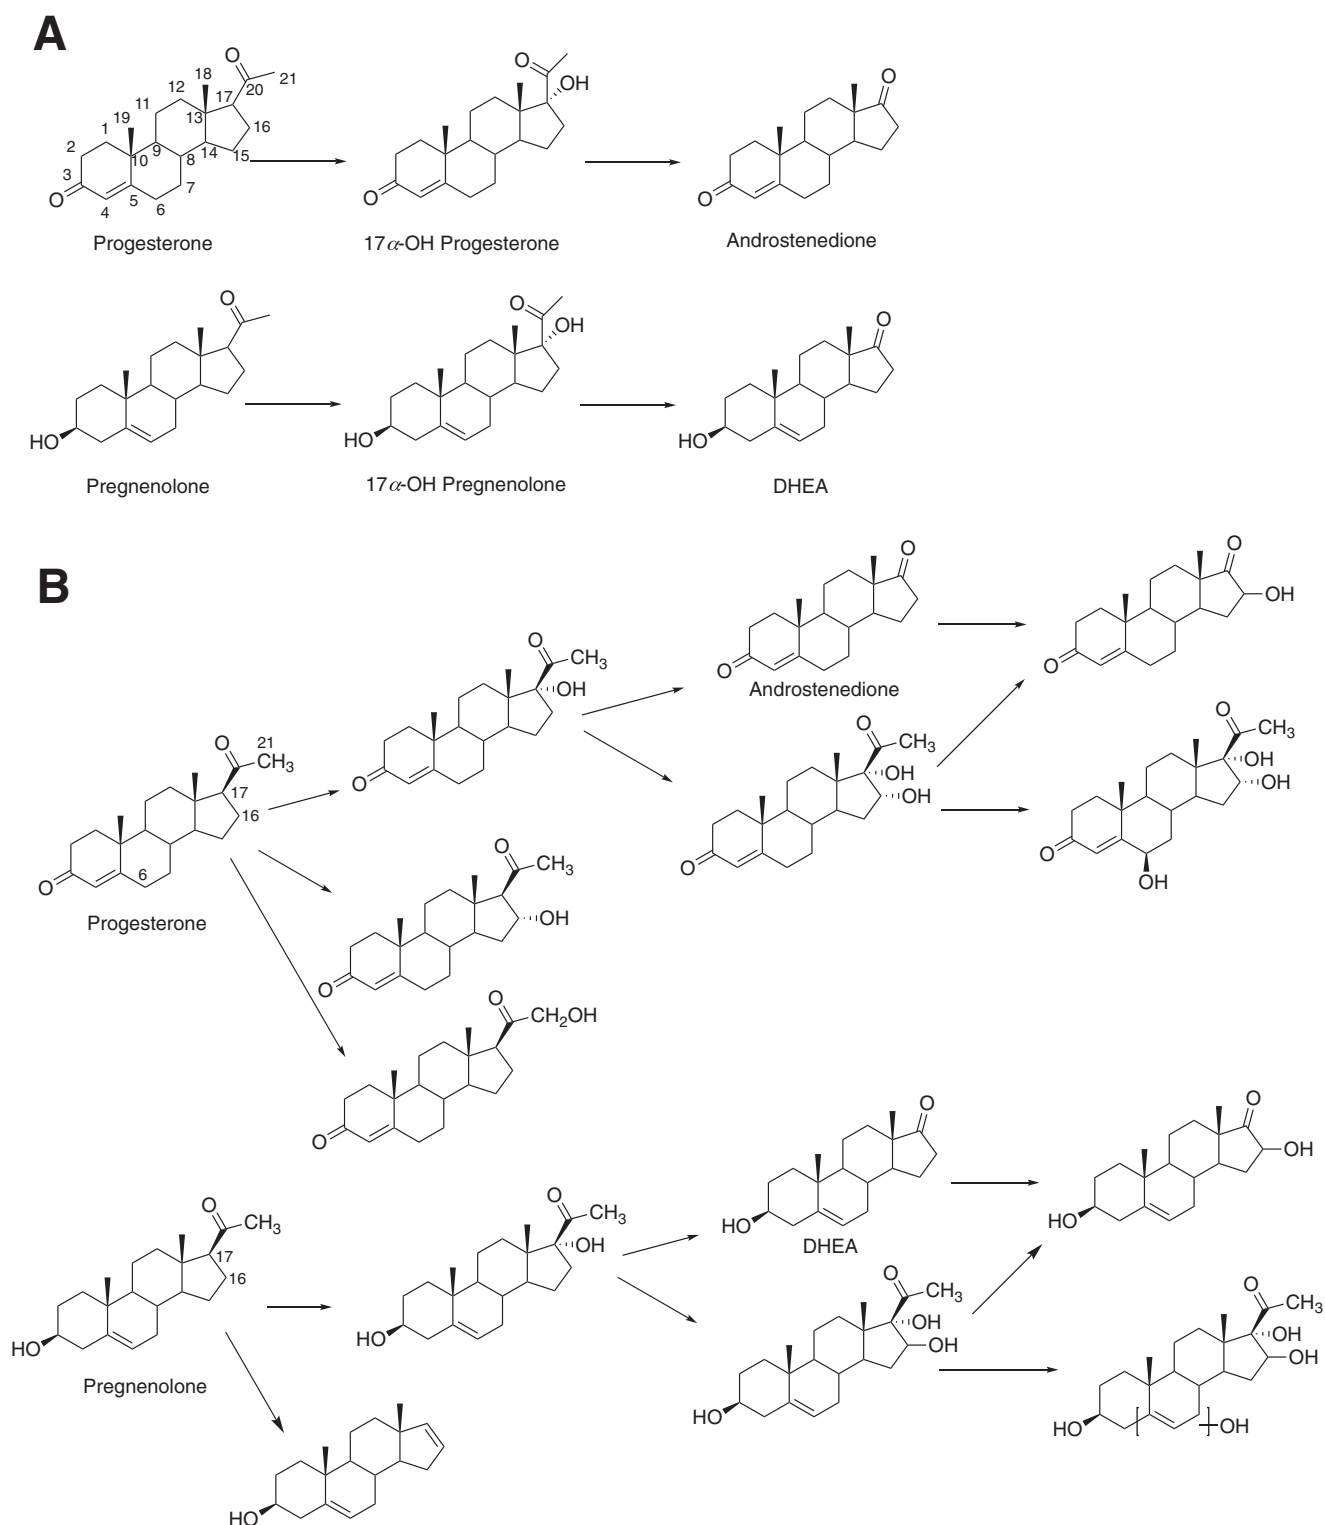 A
O
21
18
20
12
17
11
13
19
16
1
2
9
14
15
10
8
3
7
O
5
4
6
Progesterone
O
OH
O
17α-OH Progesterone
O
O
Androstenedione
O
HO
Pregnenolone
O
OH
HO
17α-OH Pregnenolone
O
HO
DHEA
B
O
21
CH3
17
16
6
O
Progesterone
O
CH3
OH
O
O
O
Androstenedione
O
OH
O
O
CH3
OH
OH
O
O
CH3
OH
OH
O
OH
O
CH3
OH
O
O
CH2OH
O
O
CH3
17
16
HO
Pregnenolone
O
CH3
OH
HO
O
HO
DHEA
O
OH
HO
O
CH3
OH
OH
HO
O
CH3
OH
OH
HO
OH
HO